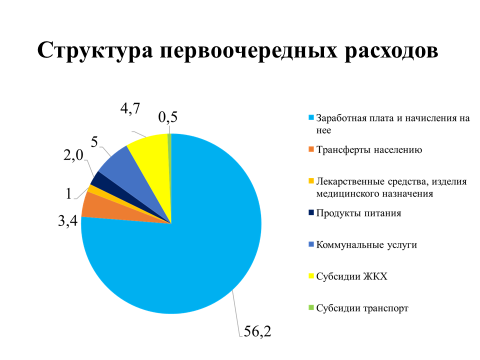 Структура первоочередных расходов
4,7
0,5
5
2,0
1
3,4
56,2
Заработная плата и начисления на
нее
Трансферты населению
Лекарственные средства, изделия
медицинского назначения
Продукты питания
Коммунальные услуги
Субсидии ЖКХ
Субсидии транспорт